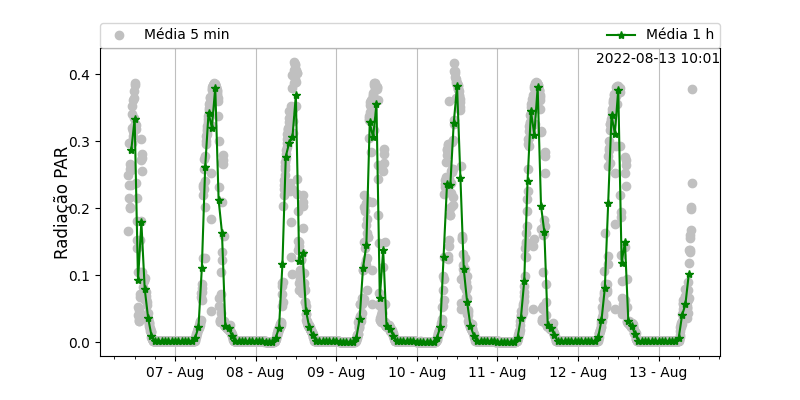 Média 5 min
Média 1 h
2022-08-13 10:01
Radiação PAR
0.4
0.3
0.2
0.1
0.0
07 - Aug
08 - Aug
09 - Aug
10 - Aug
11 - Aug
12 - Aug
13 - Aug